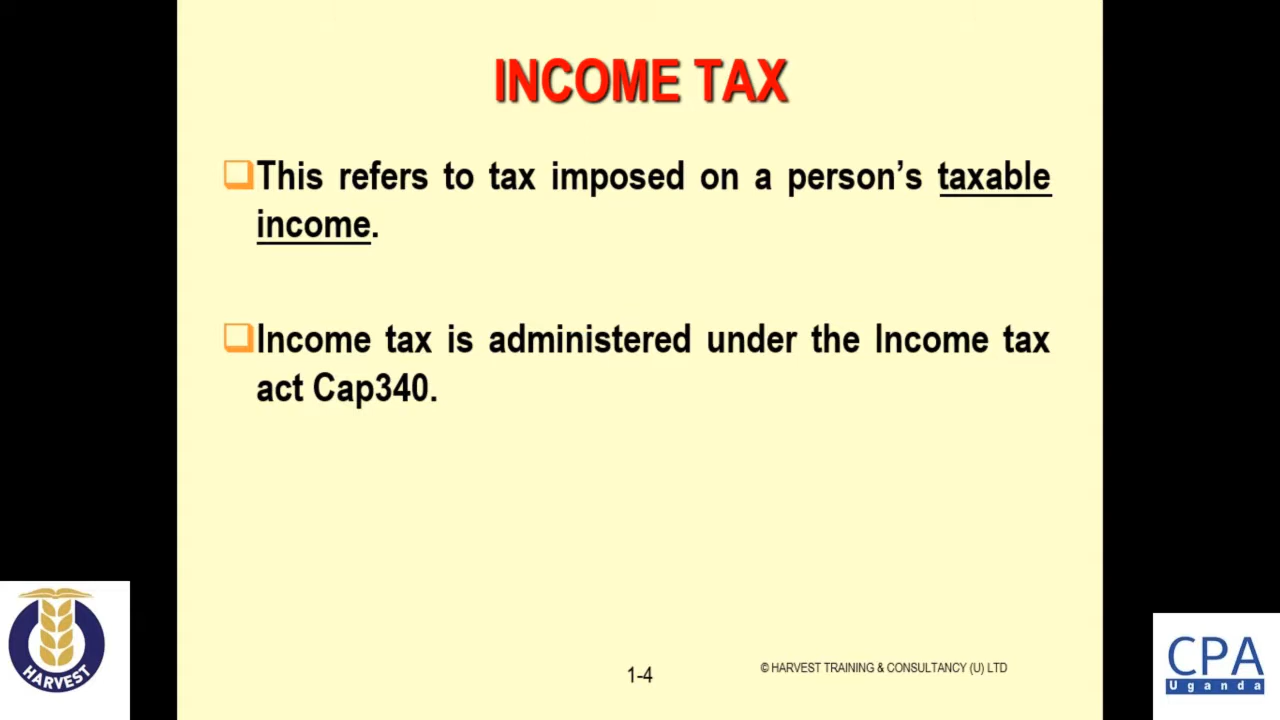 INCOME TAX
This refers to tax imposed on a person’s taxable
income.
Income tax is administered under the Income tax
act Cap340.
HARVEST
1-4
© HARVEST TRAINING & CONSULTANCY (U) LTD
CPA
Uganda